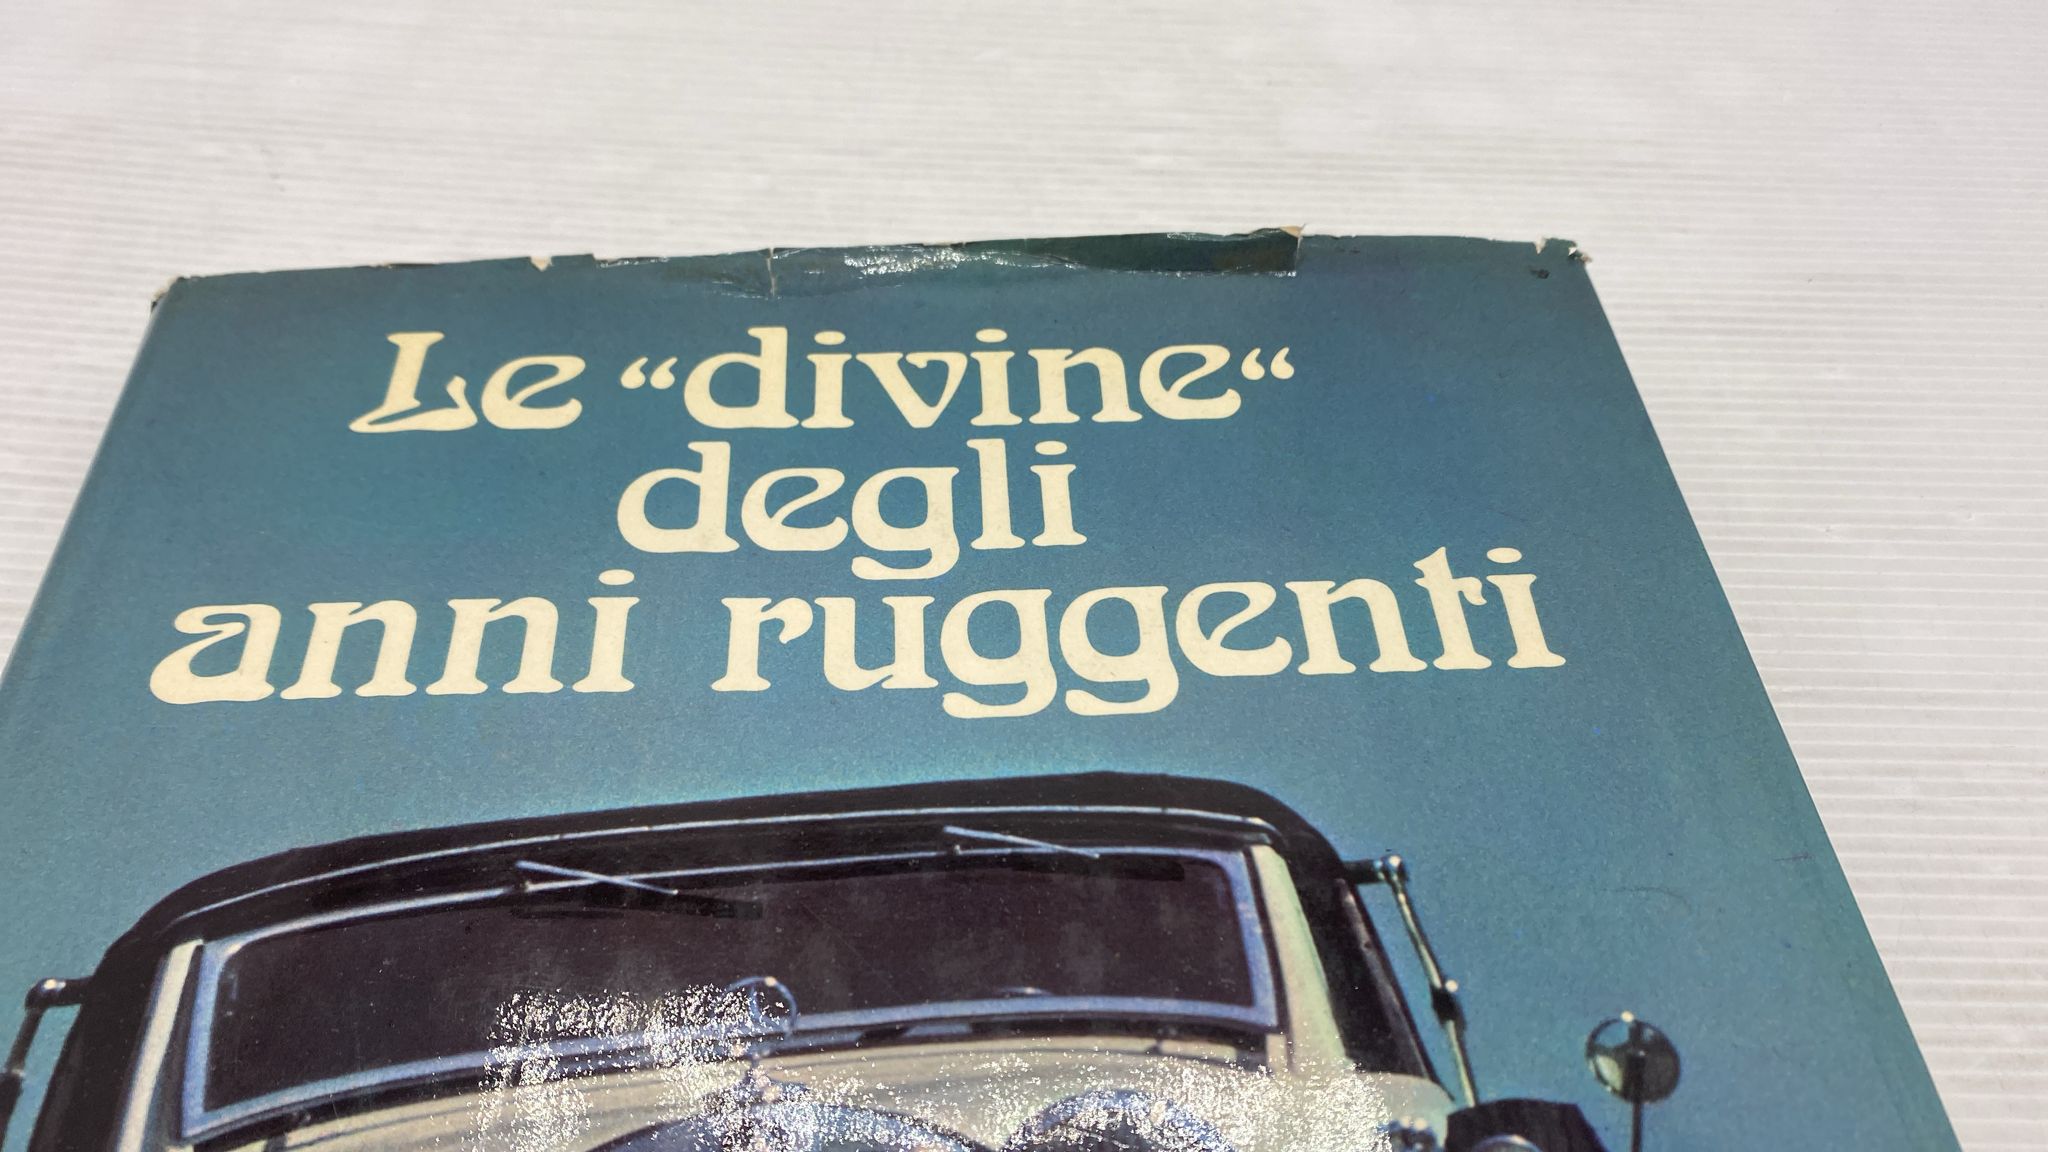 Le “divine“
degli
anni ruggenti